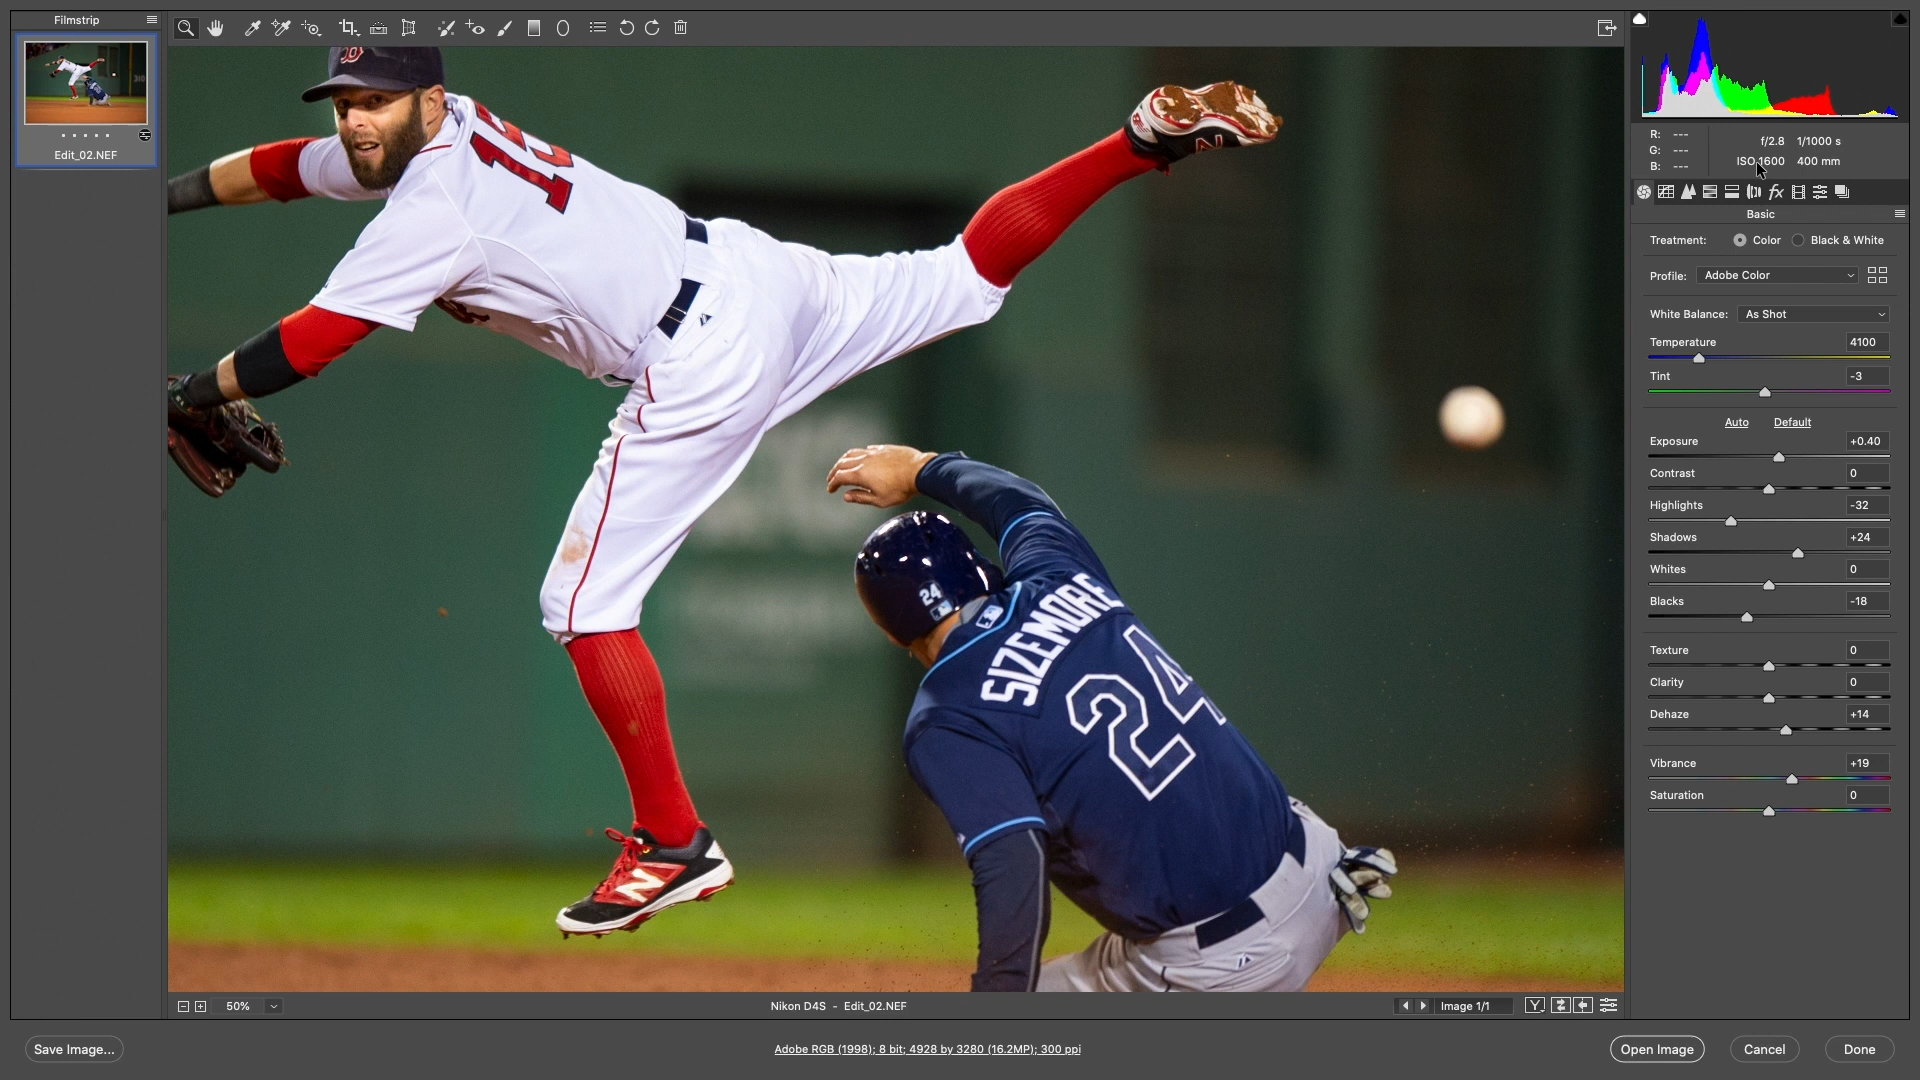 Filmstrip
Edit_02.NEF
B
15
24
SIZEMORE
24
N
50%
Nikon D4S - Edit_02.NEF
Image 1/1
Y
R: ---
G: ---
B: ---
f/2.8 1/1000 s
ISO 1600 400 mm
fx
Basic
Treatment: Color Black & White
Profile: Adobe Color
White Balance: As Shot
Temperature 4100
Tint -3
Auto Default
Exposure +0.40
Contrast 0
Highlights -32
Shadows +24
Whites 0
Blacks -18
Texture 0
Clarity 0
Dehaze +14
Vibrance +19
Saturation 0
Save Image...
Adobe RGB (1998); 8 bit; 4928 by 3280 (16.2MP); 300 ppi
Open Image
Cancel
Done